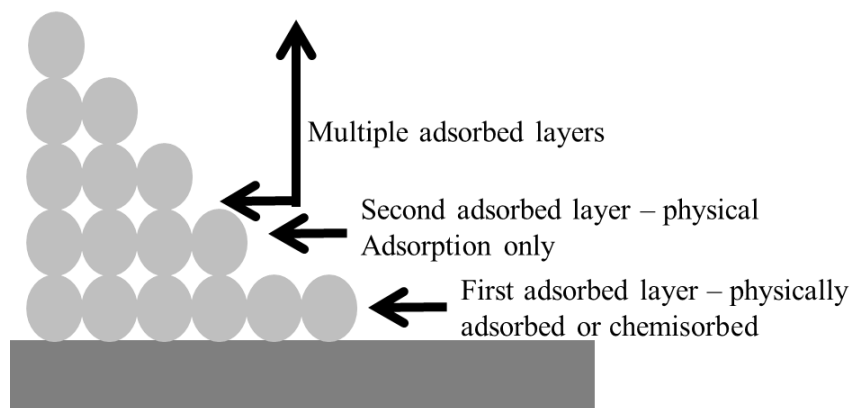 Multiple adsorbed layers
Second adsorbed layer – physical
Adsorption only
First adsorbed layer – physically
adsorbed or chemisorbed